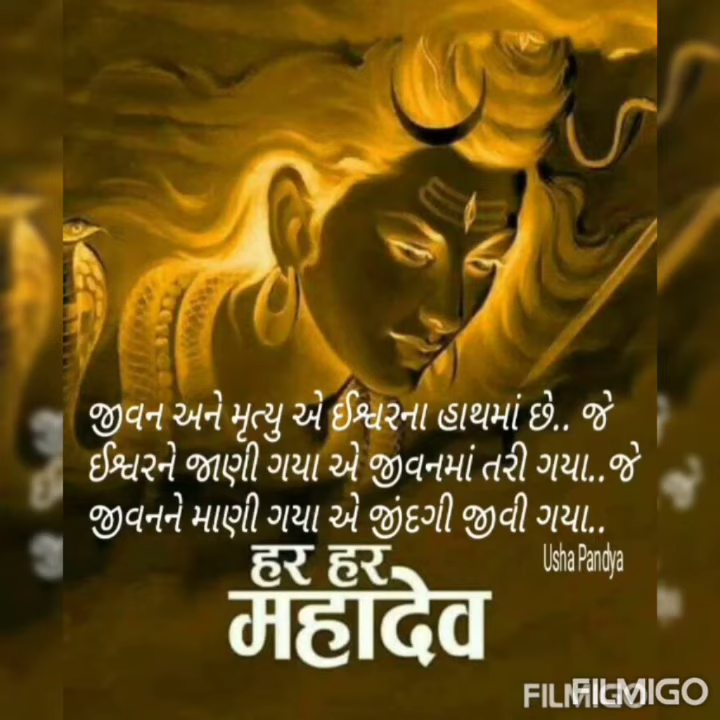 જીવન અને મૃત્યુ એ ઈશ્વરના હાથમાં છે.. જે
ઈશ્વરને જાણી ગયા એ જીવનમાં તરી ગયા..જે
જીવનને માણી ગયા એ જીંદગી જીવી ગયા..
Usha Pandya
हर हर
महादेव
FILMIGO
FILMIGO